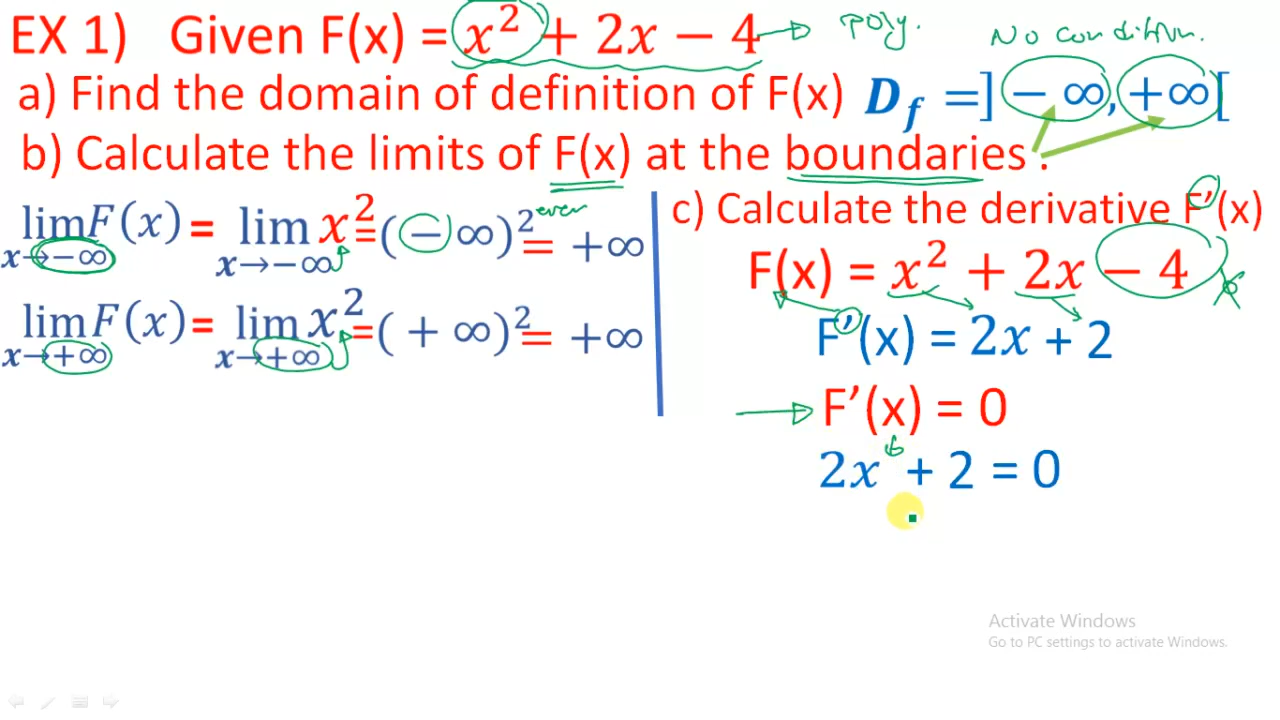 EX 1) Given F(x) = x² + 2x − 4 poly. No condition.
a) Find the domain of definition of F(x) D_f =] − ∞, +∞[
b) Calculate the limits of F(x) at the boundaries .
lim F(x) = lim x² = (− ∞)² even = +∞
x→−∞ x→−∞
lim F(x) = lim x² = ( + ∞)² = +∞
x→+∞ x→+∞
c) Calculate the derivative F'(x)
F(x) = x² + 2x − 4
F'(x) = 2x + 2
F'(x) = 0
2x + 2 = 0
Activate Windows
Go to PC settings to activate Windows.